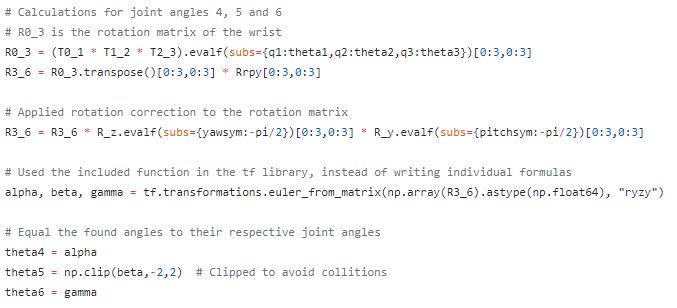 # Calculations for joint angles 4, 5 and 6
# R0_3 is the rotation matrix of the wrist
R0_3 = (T0_1 * T1_2 * T2_3).evalf(subs={q1:theta1,q2:theta2,q3:theta3})[0:3,0:3]
R3_6 = R0_3.transpose()[0:3,0:3] * Rrpy[0:3,0:3]
# Applied rotation correction to the rotation matrix
R3_6 = R3_6 * R_z.evalf(subs={yawsym:-pi/2})[0:3,0:3] * R_y.evalf(subs={pitchsym:-pi/2})[0:3,0:3]
# Used the included function in the tf library, instead of writing individual formulas
alpha, beta, gamma = tf.transformations.euler_from_matrix(np.array(R3_6).astype(np.float64), "ryzy")
# Equal the found angles to their respective joint angles
theta4 = alpha
theta5 = np.clip(beta,-2,2)  # Clipped to avoid collitions
theta6 = gamma